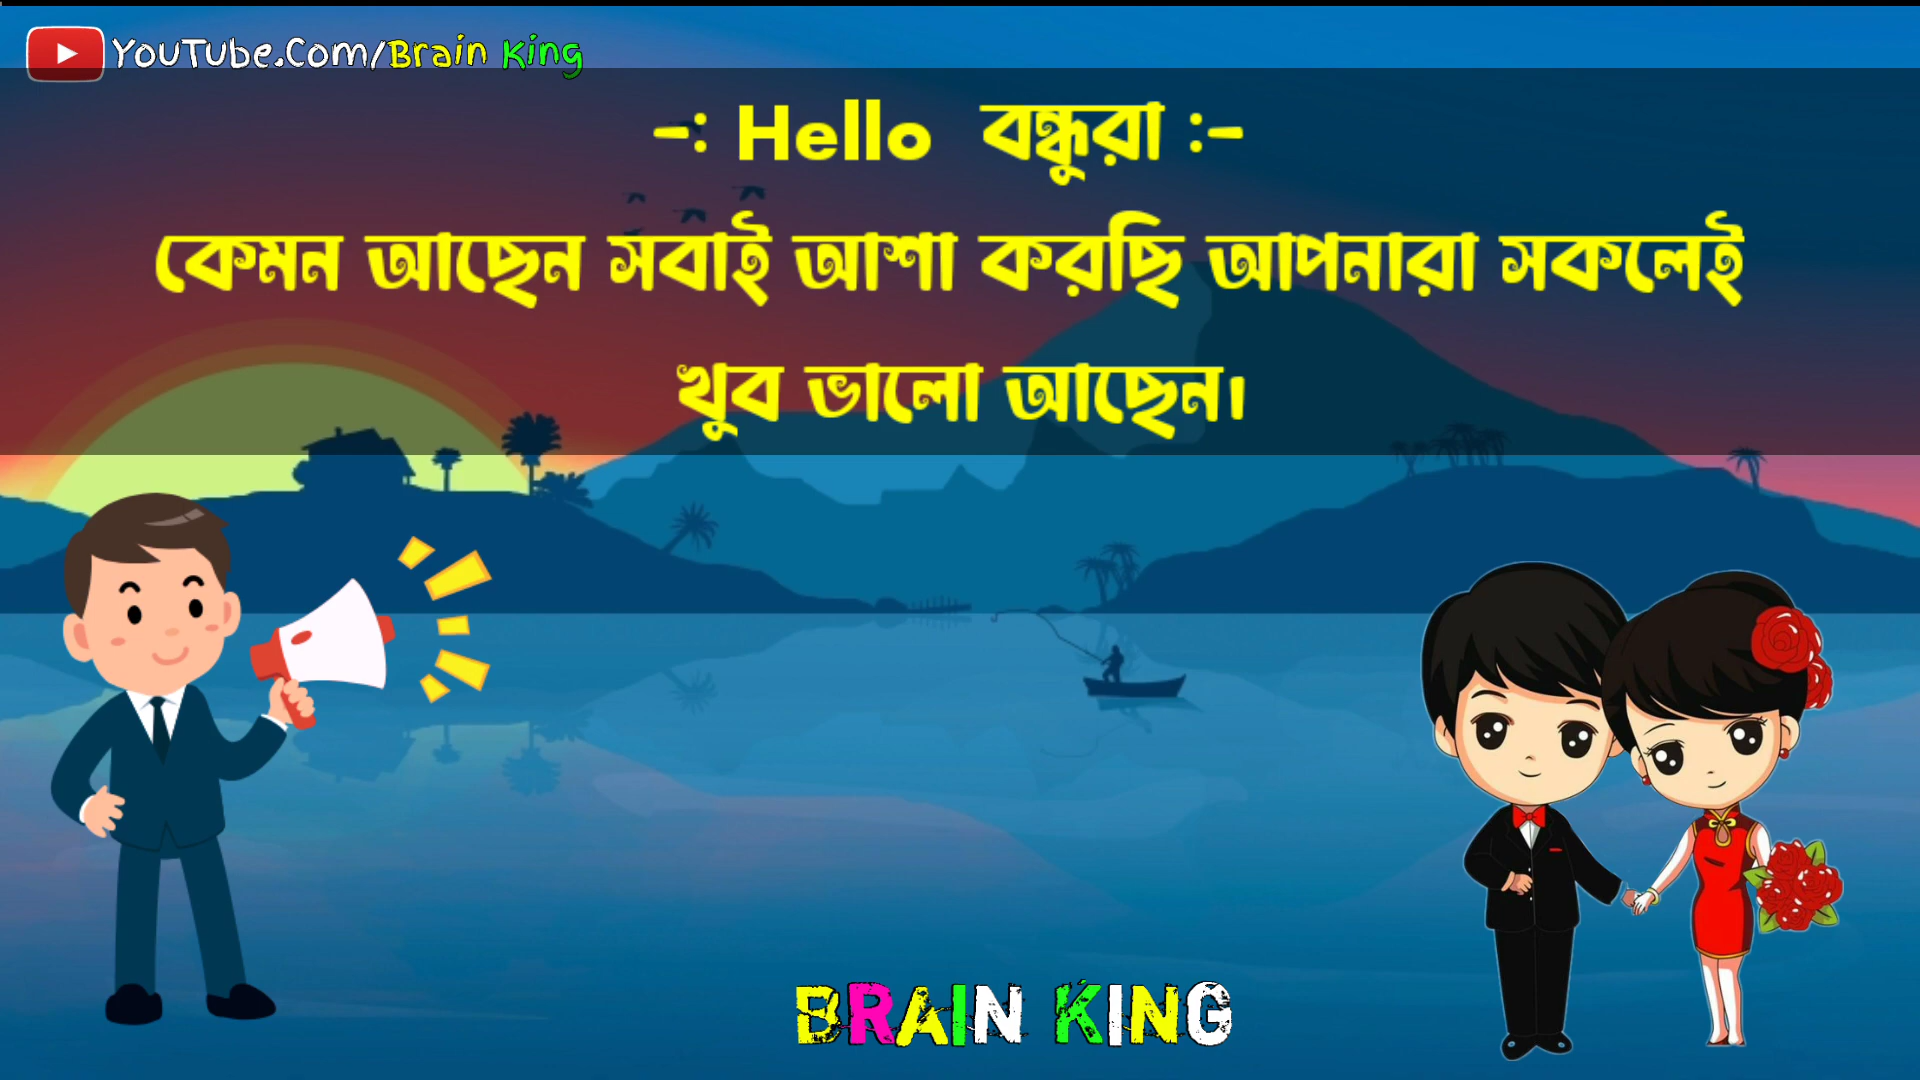 YouTube.Com/Brain King
-: Hello বন্ধুরা :-
কেমন আছেন সবাই আশা করছি আপনারা সকলেই
খুব ভালো আছেন।
BRAIN KING